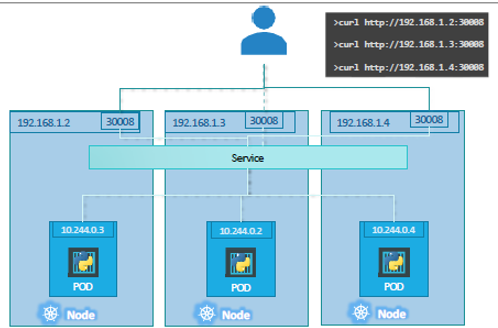 >curl http://192.168.1.2:30008
>curl http://192.168.1.3:30008
>curl http://192.168.1.4:30008
192.168.1.2 30008
192.168.1.3 30008
192.168.1.4 30008
Service
10.244.0.3
10.244.0.2
10.244.0.4
POD
POD
POD
Node
Node
Node